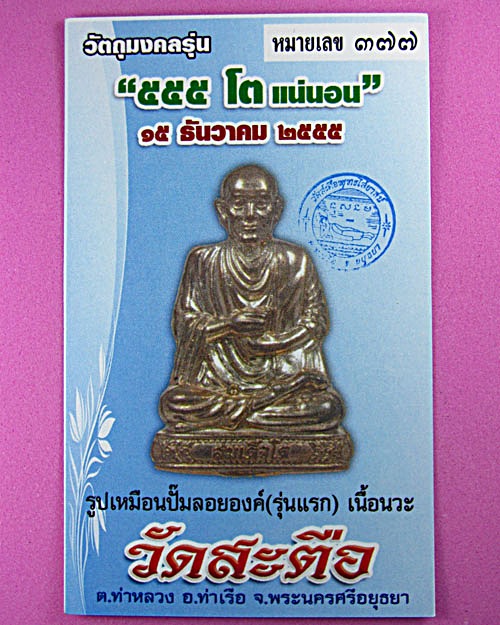 วัตถุมงคลรุ่น
หมายเลข ๓๗๗
“๕๕๕ โต แน่นอน”
๑๕ ธันวาคม ๒๕๕๕
สมเด็จโต
รูปเหมือนปั๊มลอยองค์(รุ่นแรก) เนื้อนวะ
วัดสะตือ
ต.ท่าหลวง อ.ท่าเรือ จ.พระนครศรีอยุธยา